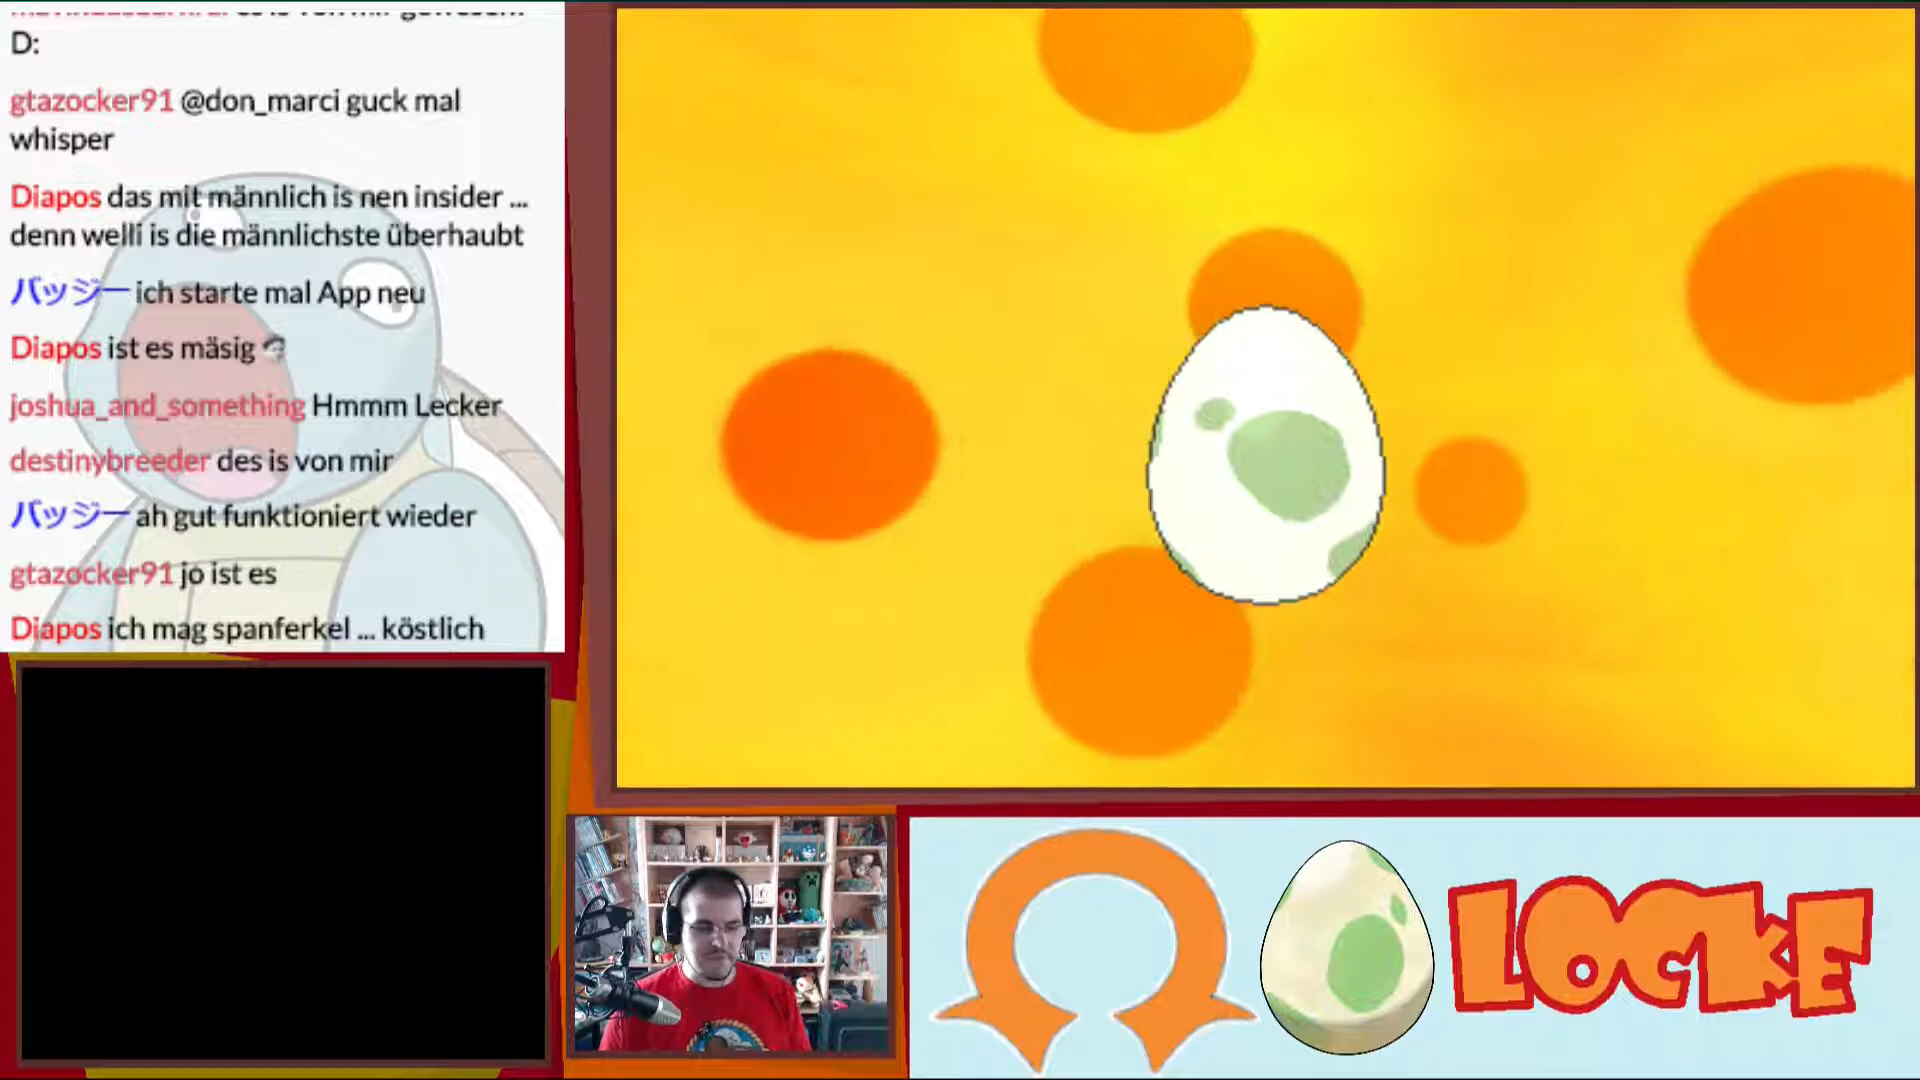 D:
gtazocker91 @don_marci guck mal
whisper
Diapos das mit männlich is nen insider ...
denn welli is die männlichste überhaubt
バッジー ich starte mal App neu
Diapos ist es mäsig
joshua_and_something Hmmm Lecker
destinybreeder des is von mir
バッジー ah gut funktioniert wieder
gtazocker91 jo ist es
Diapos ich mag spanferkel ... köstlich
LOCKE